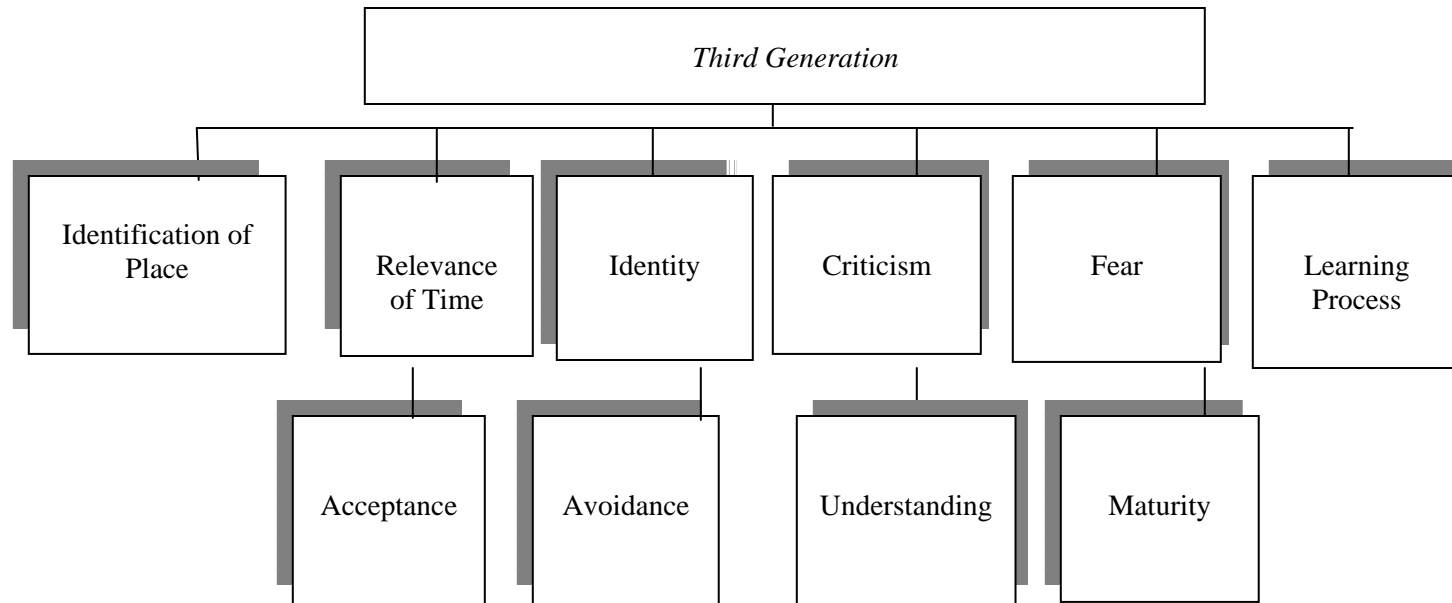 Third Generation
Identification of
Place
Relevance
of Time
Identity
Criticism
Fear
Learning
Process
Acceptance
Avoidance
Understanding
Maturity